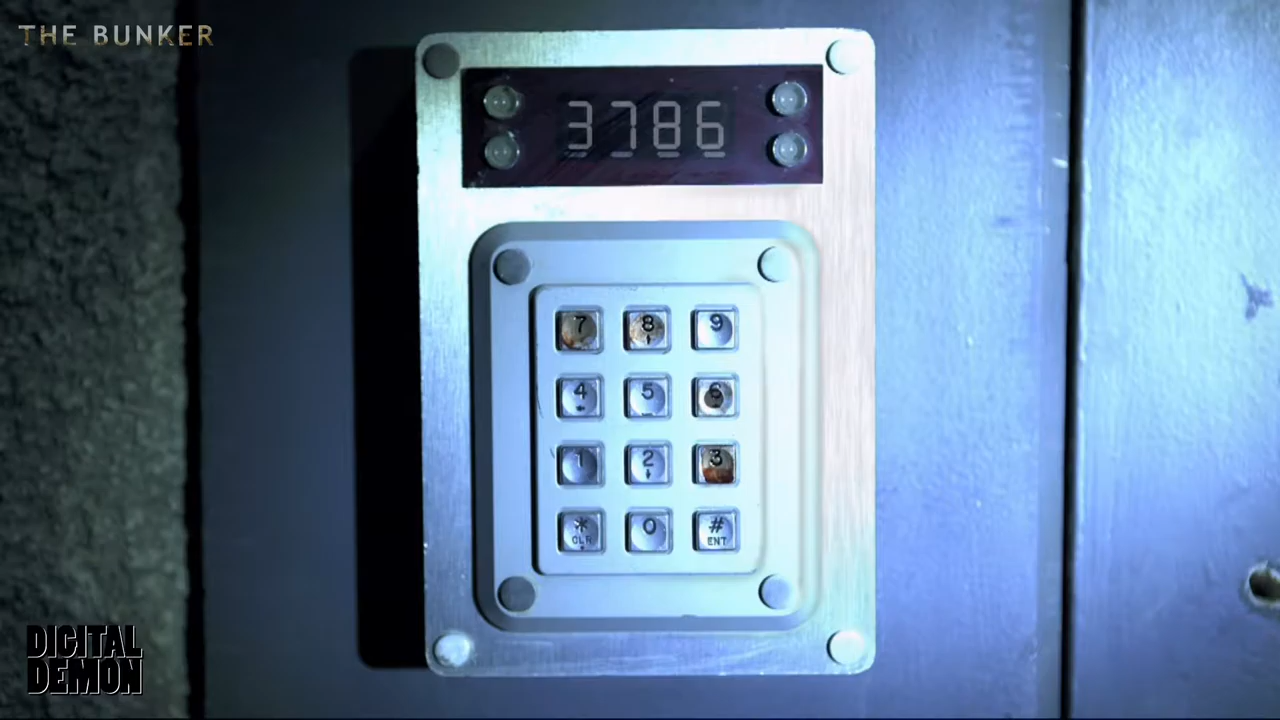 THE BUNKER
3786
7 8 9
4 5 6
1 2 3
* 0 #
CLR ENT
DIGITAL
DEMON